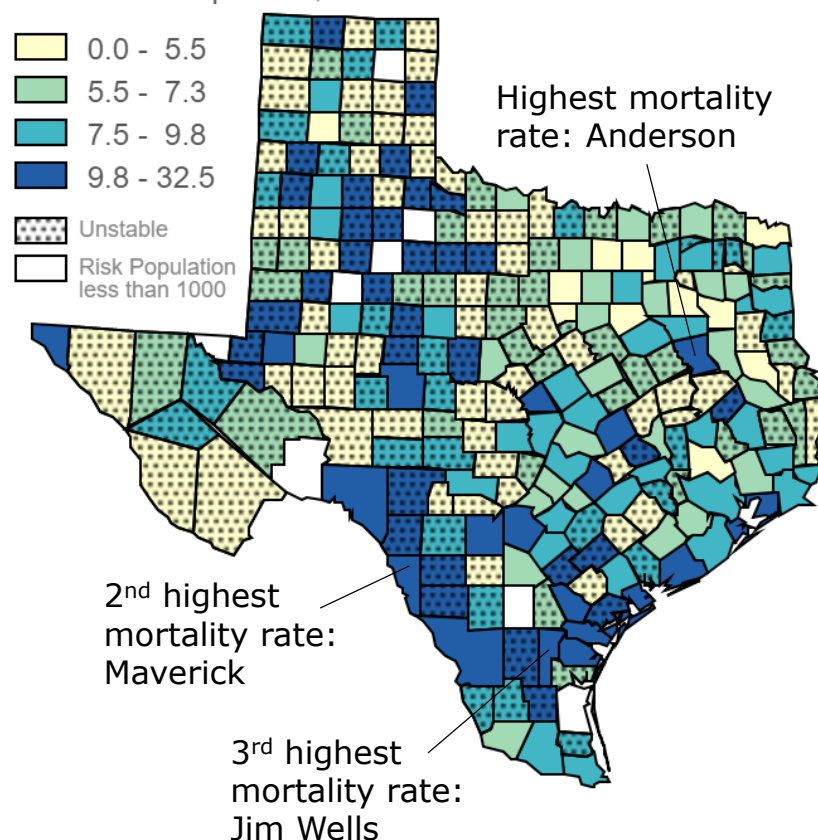 0.0 - 5.5
5.5 - 7.3
7.5 - 9.8
9.8 - 32.5
Unstable
Risk Population
less than 1000
Highest mortality
rate: Anderson
2nd highest
mortality rate:
Maverick
3rd highest
mortality rate:
Jim Wells